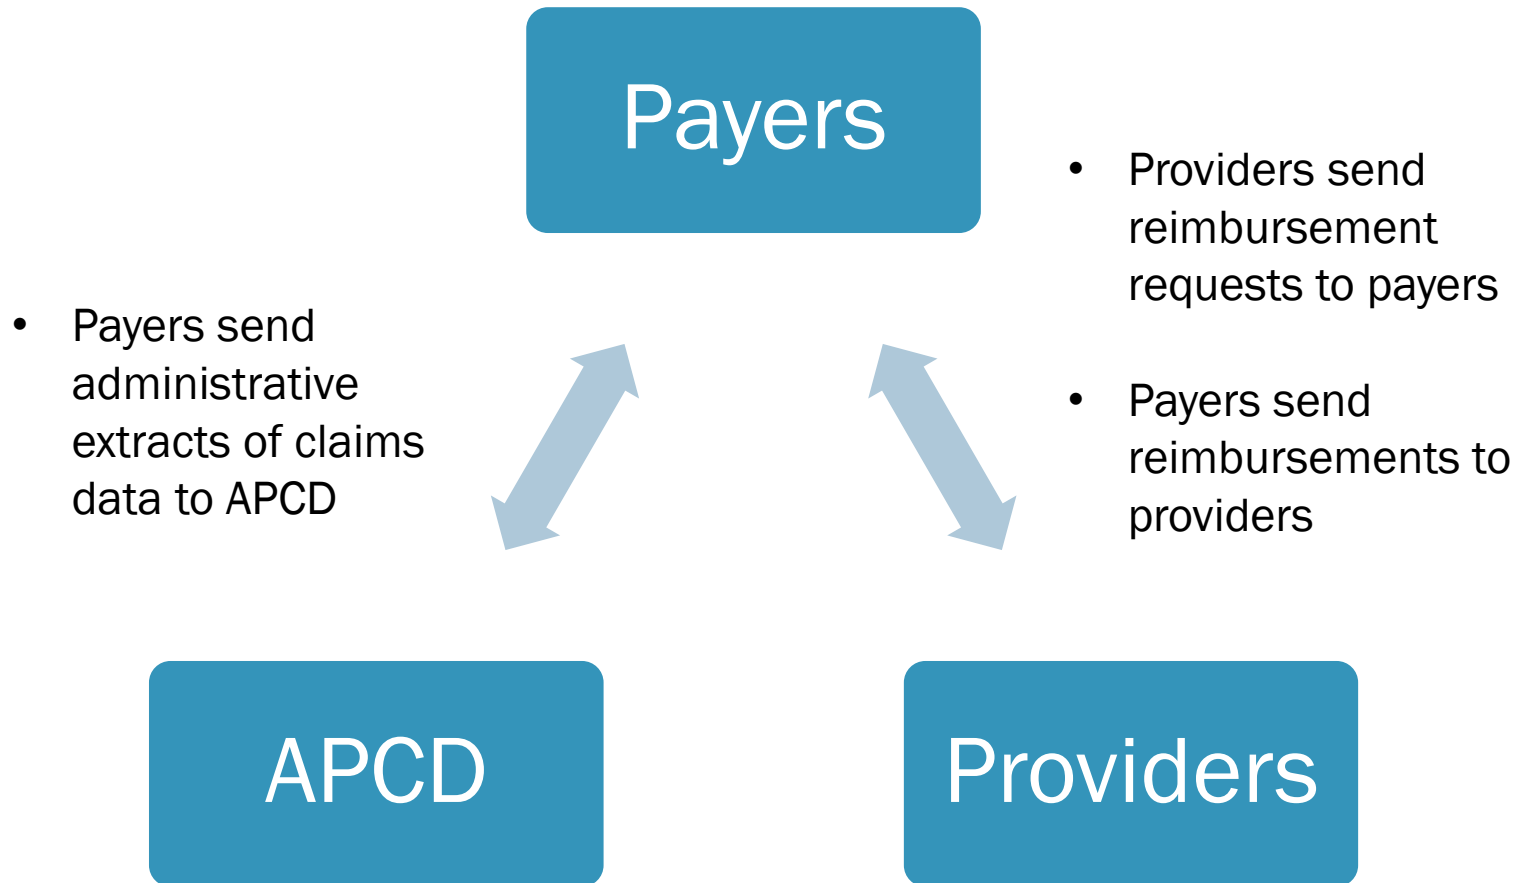 Payers
• Providers send
reimbursement
requests to payers
• Payers send
reimbursements to
providers
• Payers send
administrative
extracts of claims
data to APCD
APCD
Providers